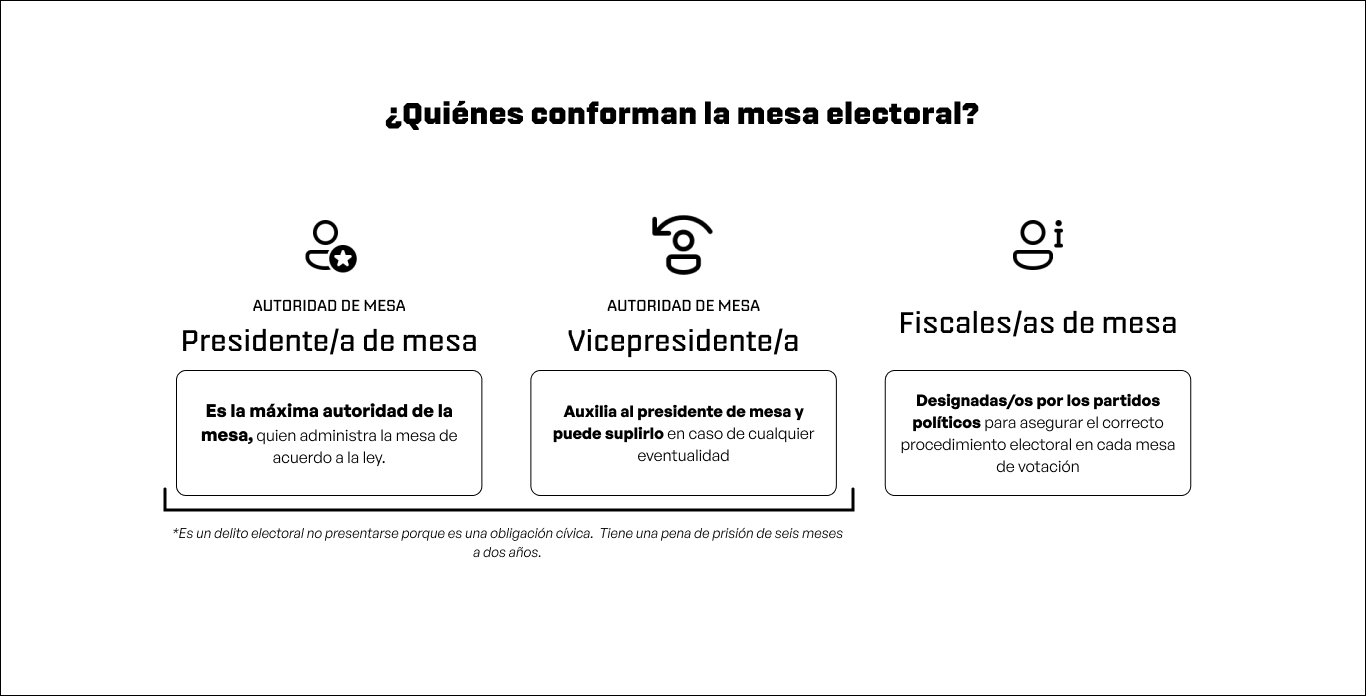 ¿Quiénes conforman la mesa electoral?
AUTORIDAD DE MESA
Presidente/a de mesa
Es la máxima autoridad de la
mesa, quien administra la mesa de
acuerdo a la ley.
AUTORIDAD DE MESA
Vicepresidente/a
Auxilia al presidente de mesa y
puede suplirlo en caso de cualquier
eventualidad
Fiscales/as de mesa
Designadas/os por los partidos
políticos para asegurar el correcto
procedimiento electoral en cada mesa
de votación
*Es un delito electoral no presentarse porque es una obligación cívica.  Tiene una pena de prisión de seis meses
a dos años.